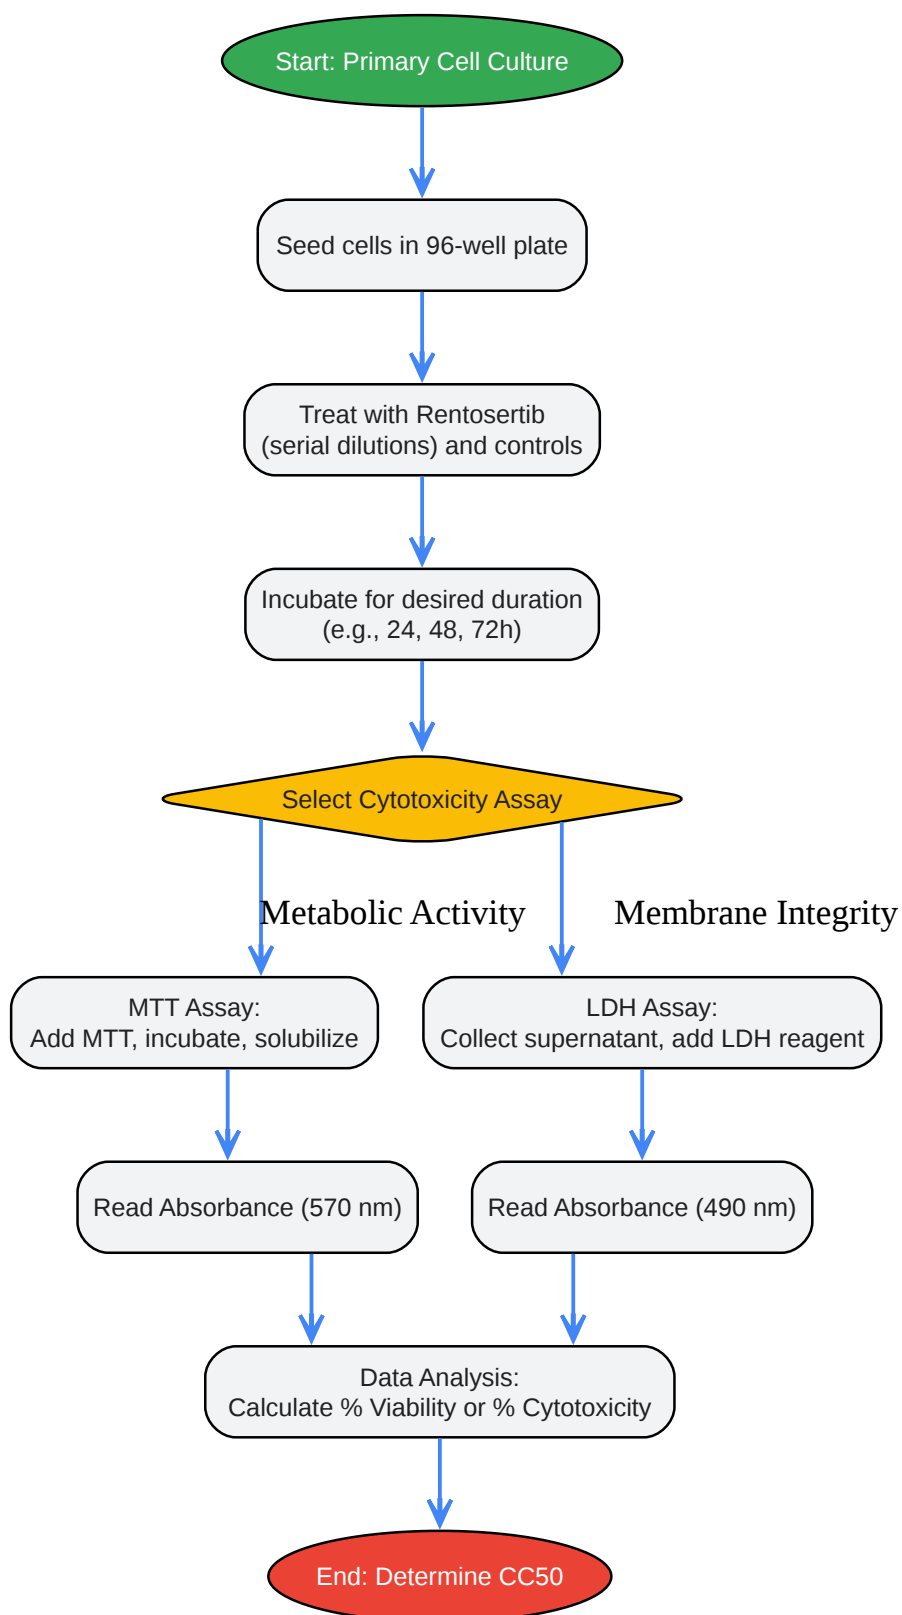 Start: Primary Cell Culture
Seed cells in 96-well plate
Treat with Rentosertib
(serial dilutions) and controls
Incubate for desired duration
(e.g., 24, 48, 72h)
Select Cytotoxicity Assay
Metabolic Activity
Membrane Integrity
MTT Assay:
Add MTT, incubate, solubilize
LDH Assay:
Collect supernatant, add LDH reagent
Read Absorbance (570 nm)
Read Absorbance (490 nm)
Data Analysis:
Calculate % Viability or % Cytotoxicity
End: Determine CC50